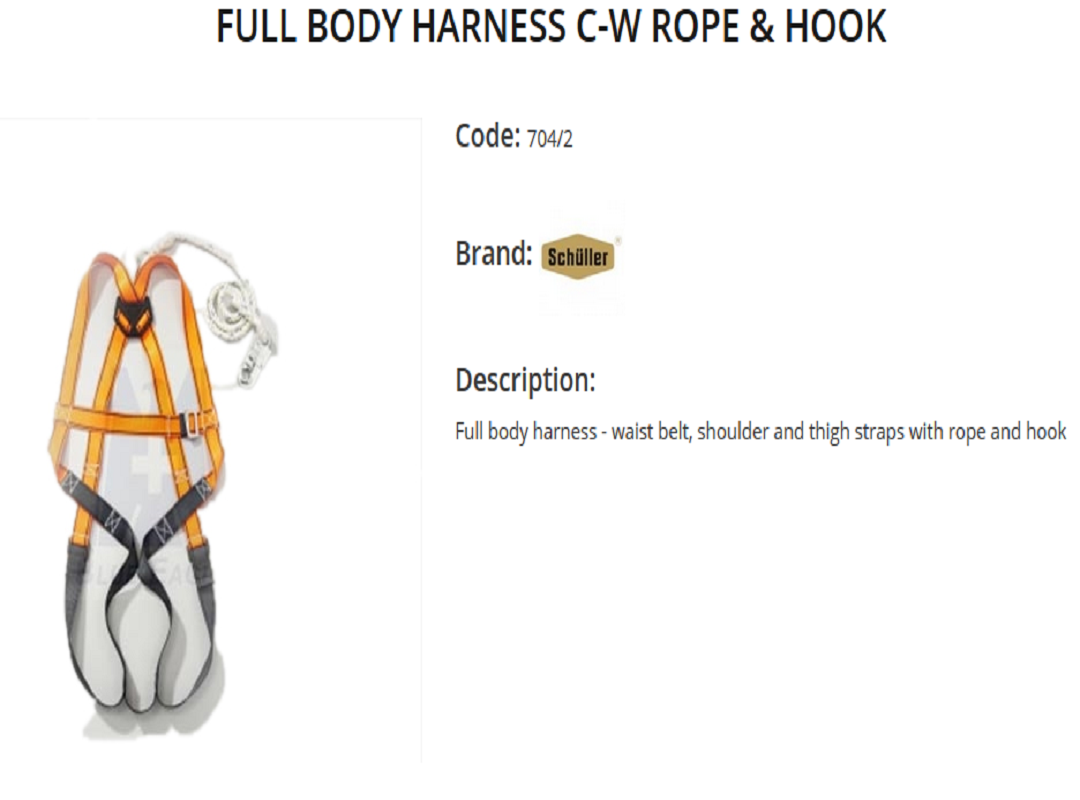 FULL BODY HARNESS C-W ROPE & HOOK
Code: 704/2
Brand: Schüller®
Description:
Full body harness - waist belt, shoulder and thigh straps with rope and hook